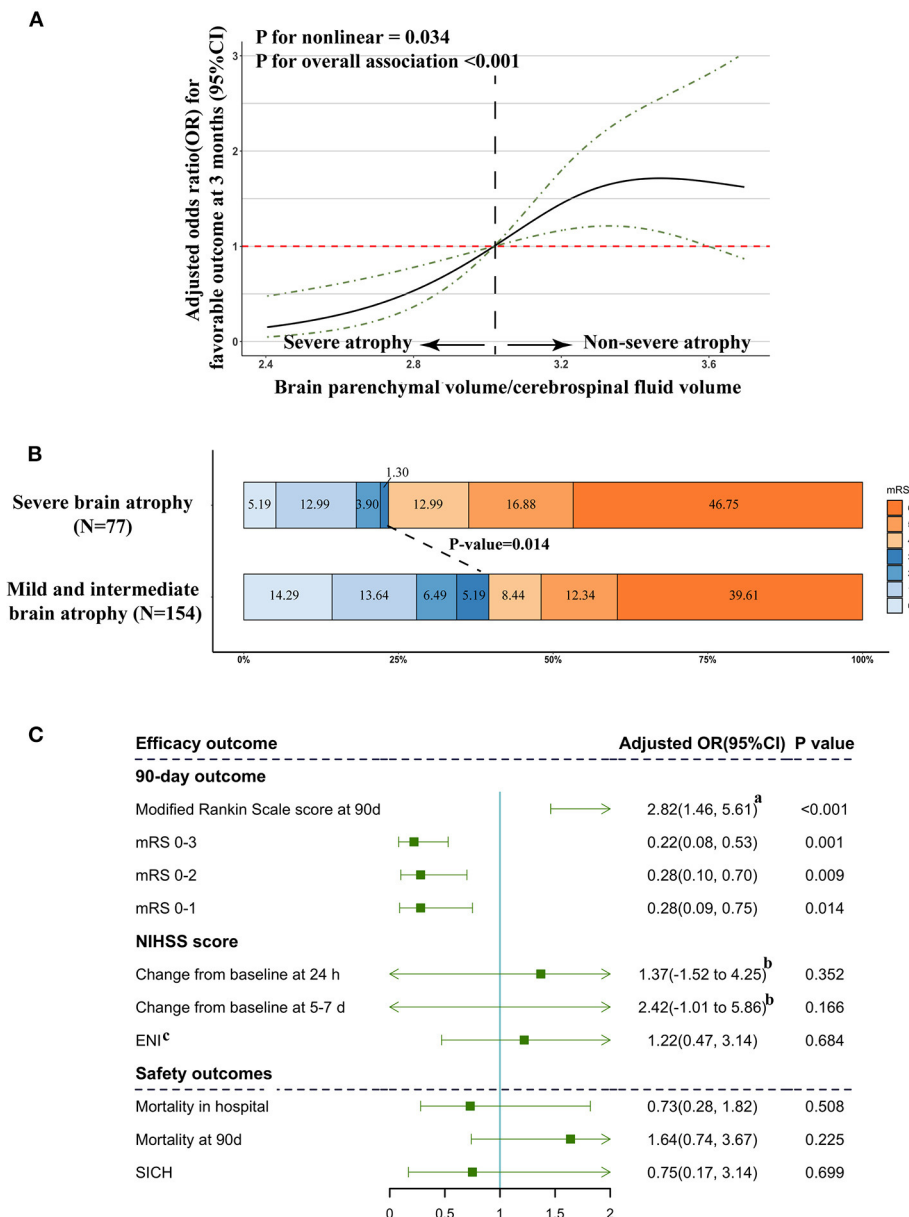 A
P for nonlinear = 0.034
P for overall association <0.001
Adjusted odds ratio(OR) for
favorable outcome at 3 months (95%CI)
3
2
1
0
Severe atrophy
Non-severe atrophy
2.4
2.8
3.2
3.6
Brain parenchymal volume/cerebrospinal fluid volume
B
1.30
mRS
Severe brain atrophy
(N=77)
5.19 12.99 3.90 12.99 16.88 46.75
P-value=0.014
Mild and intermediate
brain atrophy (N=154)
14.29 13.64 6.49 5.19 8.44 12.34 39.61
0% 25% 50% 75% 100%
C
Efficacy outcome Adjusted OR(95%CI) P value
90-day outcome
Modified Rankin Scale score at 90d 2.82(1.46, 5.61)a <0.001
mRS 0-3 0.22(0.08, 0.53) 0.001
mRS 0-2 0.28(0.10, 0.70) 0.009
mRS 0-1 0.28(0.09, 0.75) 0.014
NIHSS score
Change from baseline at 24 h 1.37(-1.52 to 4.25)b 0.352
Change from baseline at 5-7 d 2.42(-1.01 to 5.86)b 0.166
ENIc 1.22(0.47, 3.14) 0.684
Safety outcomes
Mortality in hospital 0.73(0.28, 1.82) 0.508
Mortality at 90d 1.64(0.74, 3.67) 0.225
SICH 0.75(0.17, 3.14) 0.699
0 0.5 1 1.5 2